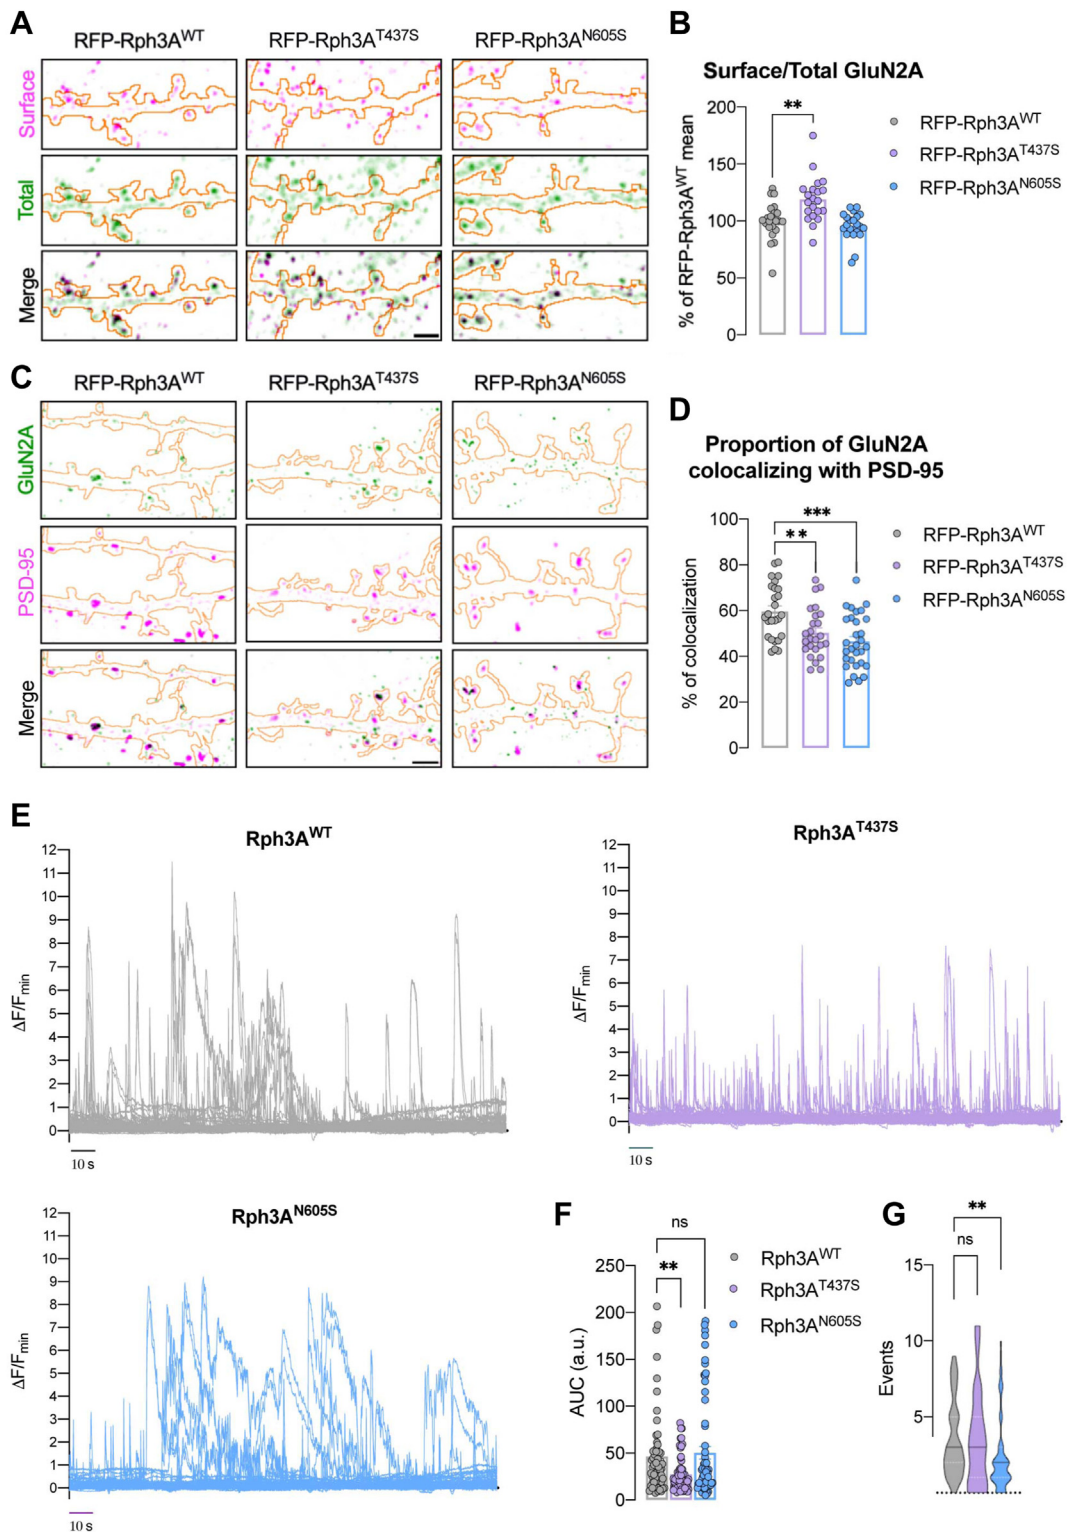 A
RFP-Rph3A^WT
RFP-Rph3A^T437S
RFP-Rph3A^N605S
Surface
Total
Merge
B
Surface/Total GluN2A
% of RFP-Rph3A^WT mean
200
150
100
50
0
**
RFP-Rph3A^WT
RFP-Rph3A^T437S
RFP-Rph3A^N605S
C
RFP-Rph3A^WT
RFP-Rph3A^T437S
RFP-Rph3A^N605S
GluN2A
PSD-95
Merge
D
Proportion of GluN2A
colocalizing with PSD-95
% of colocalization
100
80
60
40
20
0
***
**
RFP-Rph3A^WT
RFP-Rph3A^T437S
RFP-Rph3A^N605S
E
Rph3A^WT
ΔF/F_min
12
11
10
9
8
7
6
5
4
3
2
1
0
10 s
Rph3A^T437S
ΔF/F_min
12
11
10
9
8
7
6
5
4
3
2
1
0
10 s
Rph3A^N605S
ΔF/F_min
12
11
10
9
8
7
6
5
4
3
2
1
0
10 s
F
AUC (a.u.)
250
200
150
100
50
0
ns
**
Rph3A^WT
Rph3A^T437S
Rph3A^N605S
G
Events
15
10
5
**
ns